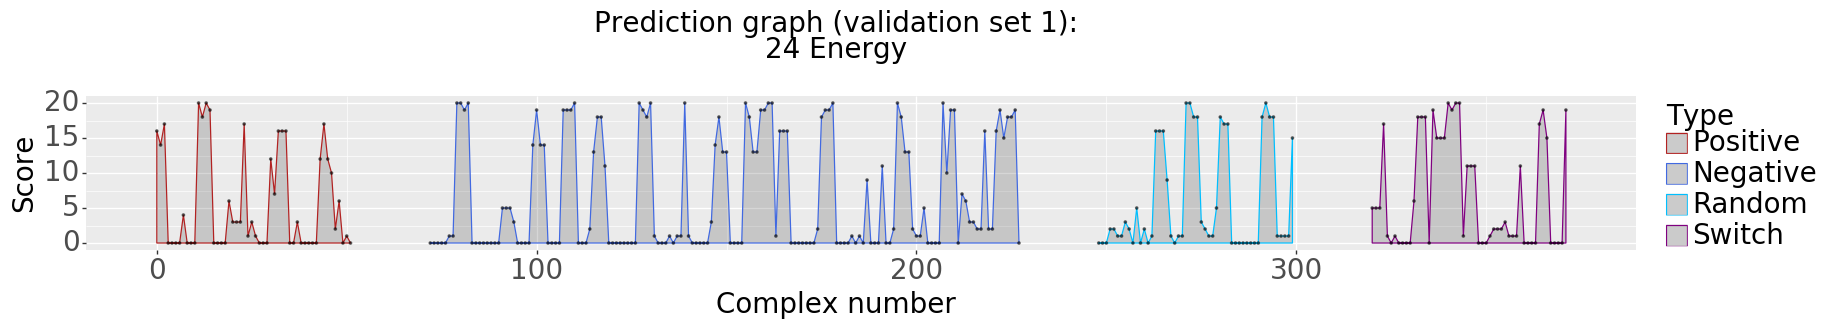 Prediction graph (validation set 1):
24 Energy
Score
20
15
10
5
0
0 100 200 300
Complex number
Type
Positive
Negative
Random
Switch